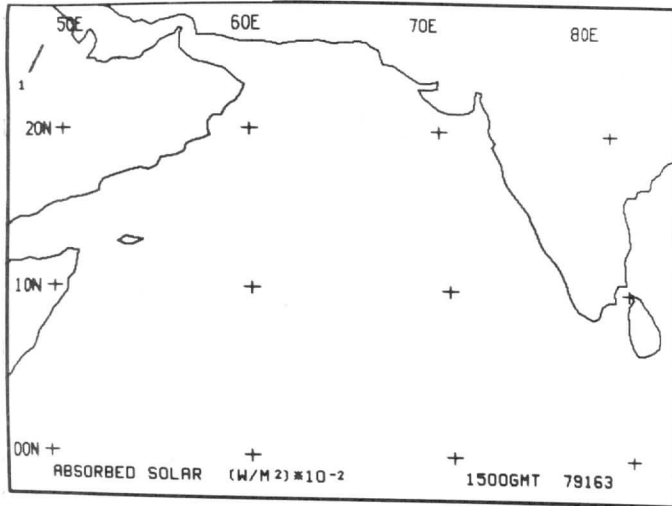 50E 60E 70E 80E
1
20N
10N
00N
ABSORBED SOLAR (W/M2)*10-2 1500GMT 79163